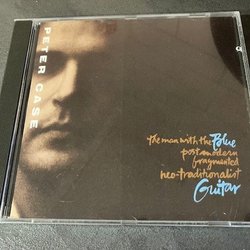 PETER CASE
the man with the Blue
post modern
fragmented
neo-traditionalist
Guitar